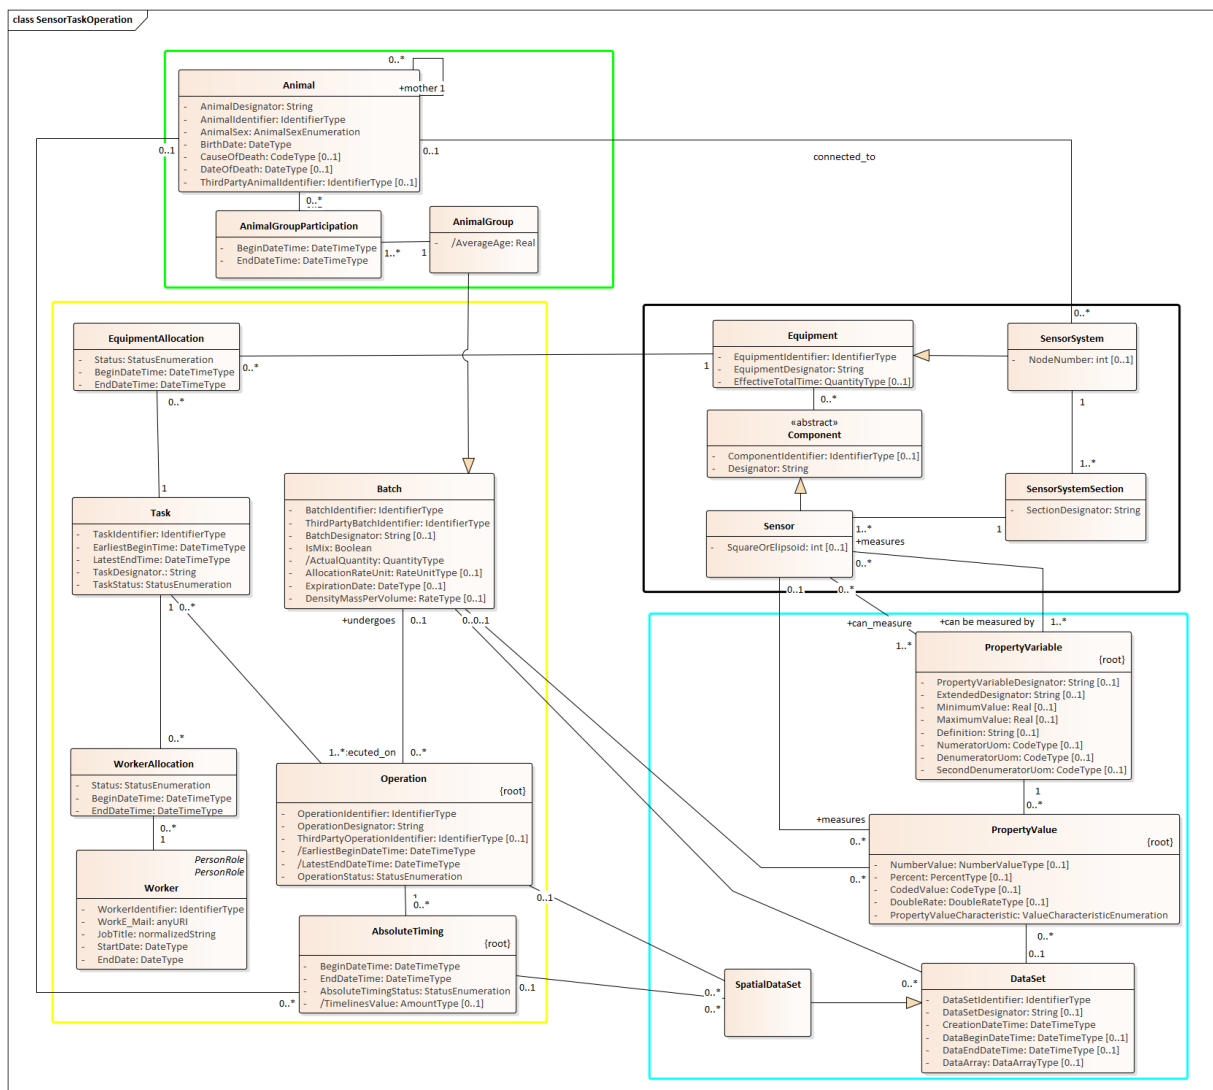 class SensorTaskOperation
0..*
Animal
+mother 1
- AnimalDesignator: String
- AnimalIdentifier: IdentifierType
- AnimalSex: AnimalSexEnumeration
- BirthDate: DateType
- CauseOfDeath: CodeType [0..1]
- DateOfDeath: DateType [0..1]
- ThirdPartyAnimalIdentifier: IdentifierType [0..1]
0..1
0..1
connected_to
0..*
AnimalGroupParticipation
- BeginDateTime: DateTimeType
- EndDateTime: DateTimeType
1..*
1
AnimalGroup
- /AverageAge: Real
EquipmentAllocation
- Status: StatusEnumeration
- BeginDateTime: DateTimeType
- EndDateTime: DateTimeType
0..*
0..*
1
Equipment
- EquipmentIdentifier: IdentifierType
- EquipmentDesignator: String
- EffectiveTotalTime: QuantityType [0..1]
0..*
0..*
SensorSystem
- NodeNumber: int [0..1]
1
«abstract»
Component
- ComponentIdentifier: IdentifierType [0..1]
- Designator: String
1..*
SensorSystemSection
- SectionDesignator: String
1
Sensor
- SquareOrElipsoid: int [0..1]
1..*
+measures
0..*
0..1
0..*
1
Task
- TaskIdentifier: IdentifierType
- EarliestBeginTime: DateTimeType
- LatestEndTime: DateTimeType
- TaskDesignator.: String
- TaskStatus: StatusEnumeration
1 0..*
Batch
- BatchIdentifier: IdentifierType
- ThirdPartyBatchIdentifier: IdentifierType
- BatchDesignator: String [0..1]
- IsMix: Boolean
- /ActualQuantity: QuantityType
- AllocationRateUnit: RateUnitType [0..1]
- ExpirationDate: DateType [0..1]
- DensityMassPerVolume: RateType [0..1]
+undergoes
0..1
0..0..1
+can_measure
+can be measured by
1..*
1..*
PropertyVariable
{root}
- PropertyVariableDesignator: String [0..1]
- ExtendedDesignator: String [0..1]
- MinimumValue: Real [0..1]
- MaximumValue: Real [0..1]
- Definition: String [0..1]
- NumeratorUom: CodeType [0..1]
- DenumeratorUom: CodeType [0..1]
- SecondDenumeratorUom: CodeType [0..1]
1
0..*
0..*
WorkerAllocation
- Status: StatusEnumeration
- BeginDateTime: DateTimeType
- EndDateTime: DateTimeType
0..*
1
1..*:ecuted_on
0..*
Operation
{root}
- OperationIdentifier: IdentifierType
- OperationDesignator: String
- ThirdPartyOperationIdentifier: IdentifierType [0..1]
- /EarliestBeginDateTime: DateTimeType
- /LatestEndDateTime: DateTimeType
- OperationStatus: StatusEnumeration
1
0..*
0..1
+measures
0..*
0..*
PropertyValue
{root}
- NumberValue: NumberValueType [0..1]
- Percent: PercentType [0..1]
- CodedValue: CodeType [0..1]
- DoubleRate: DoubleRateType [0..1]
- PropertyValueCharacteristic: ValueCharacteristicEnumeration
0..*
0..1
PersonRole
PersonRole
Worker
- WorkerIdentifier: IdentifierType
- WorkE_Mail: anyURI
- JobTitle: normalizedString
- StartDate: DateType
- EndDate: DateType
AbsoluteTiming
{root}
- BeginDateTime: DateTimeType
- EndDateTime: DateTimeType
- AbsoluteTimingStatus: StatusEnumeration
- /TimelinesValue: AmountType [0..1]
0..*
0..1
0..*
0..*
SpatialDataSet
0..*
DataSet
- DataSetIdentifier: IdentifierType
- DataSetDesignator: String [0..1]
- CreationDateTime: DateTimeType
- DataBeginDateTime: DateTimeType [0..1]
- DataEndDateTime: DateTimeType [0..1]
- DataArray: DataArrayType [0..1]